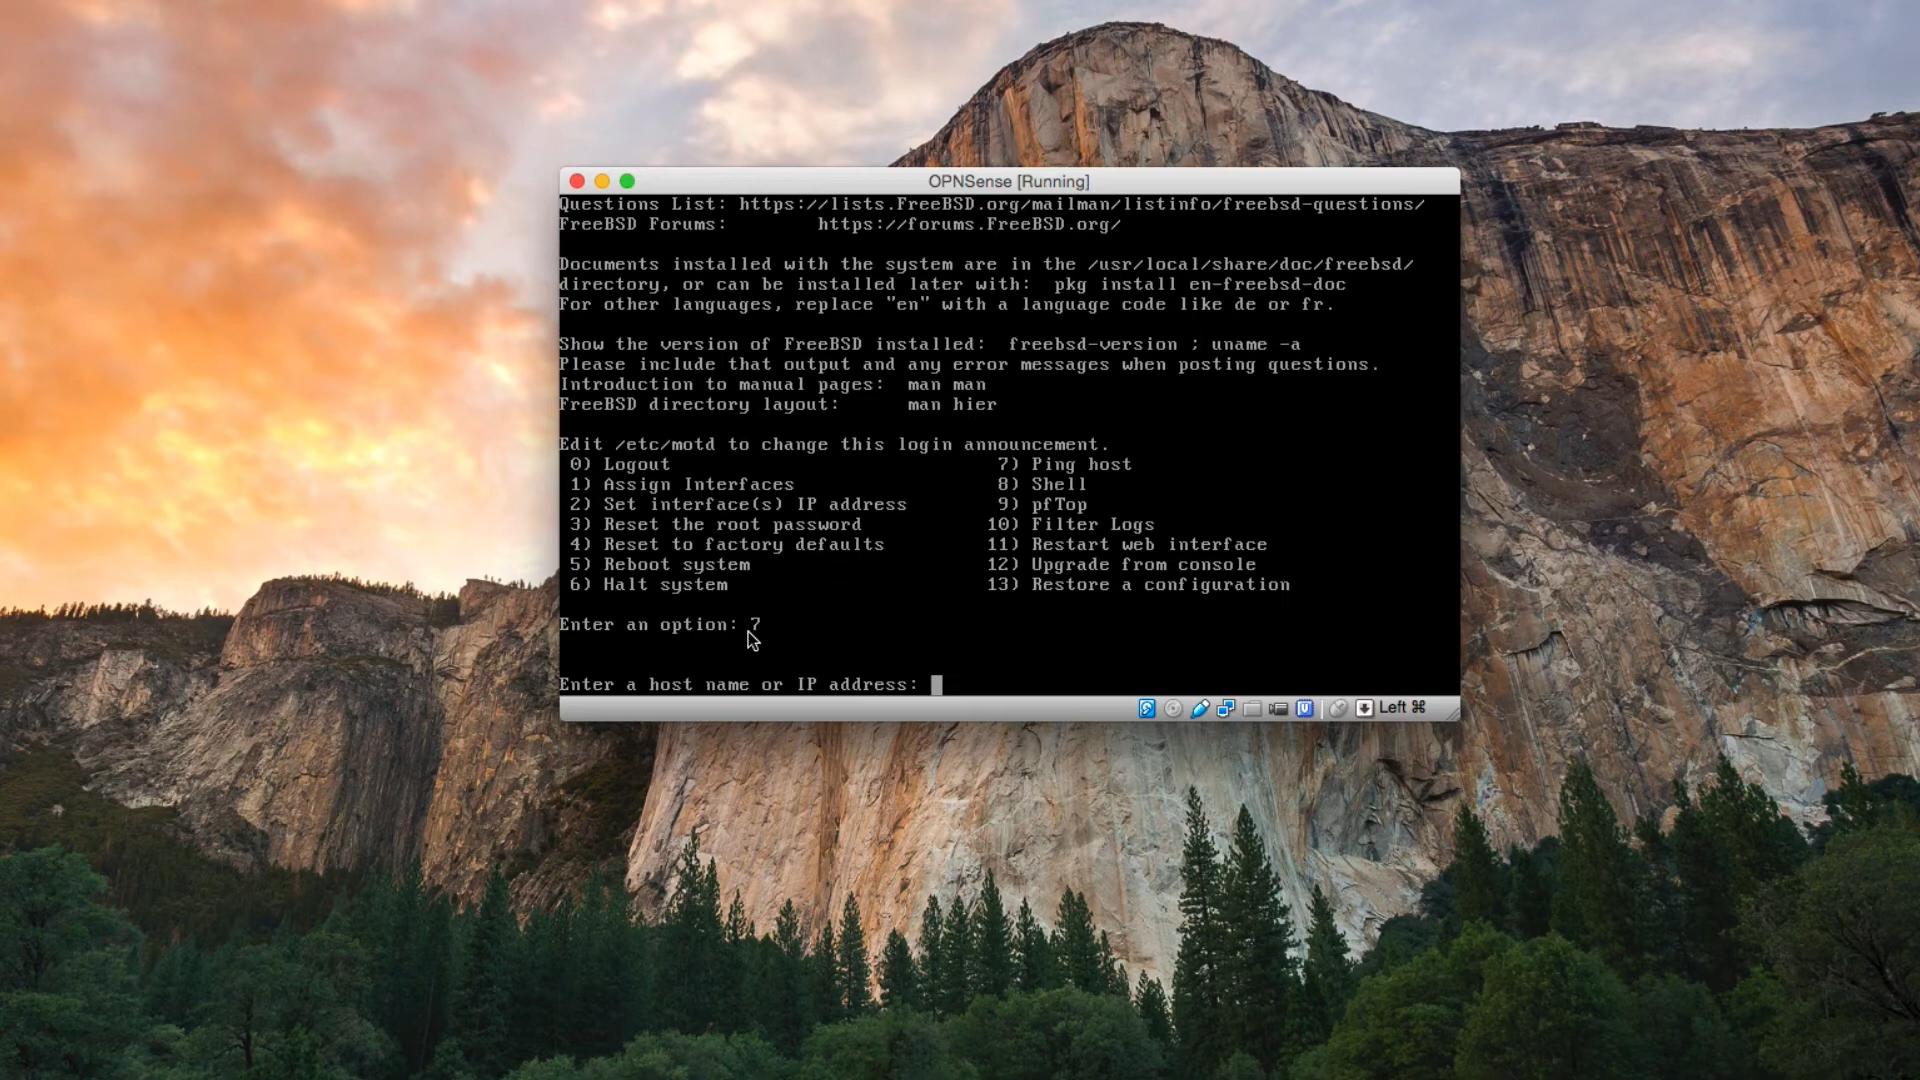 OPNSense [Running]
Questions List: https://lists.FreeBSD.org/mailman/listinfo/freebsd-questions/
FreeBSD Forums:        https://forums.FreeBSD.org/
Documents installed with the system are in the /usr/local/share/doc/freebsd/
directory, or can be installed later with:  pkg install en-freebsd-doc
For other languages, replace "en" with a language code like de or fr.
Show the version of FreeBSD installed:  freebsd-version ; uname -a
Please include that output and any error messages when posting questions.
Introduction to manual pages:  man man
FreeBSD directory layout:      man hier
Edit /etc/motd to change this login announcement.
0) Logout                             7) Ping host
1) Assign Interfaces                  8) Shell
2) Set interface(s) IP address        9) pfTop
3) Reset the root password           10) Filter Logs
4) Reset to factory defaults         11) Restart web interface
5) Reboot system                     12) Upgrade from console
6) Halt system                       13) Restore a configuration
Enter an option: 7
Enter a host name or IP address:
Left ⌘